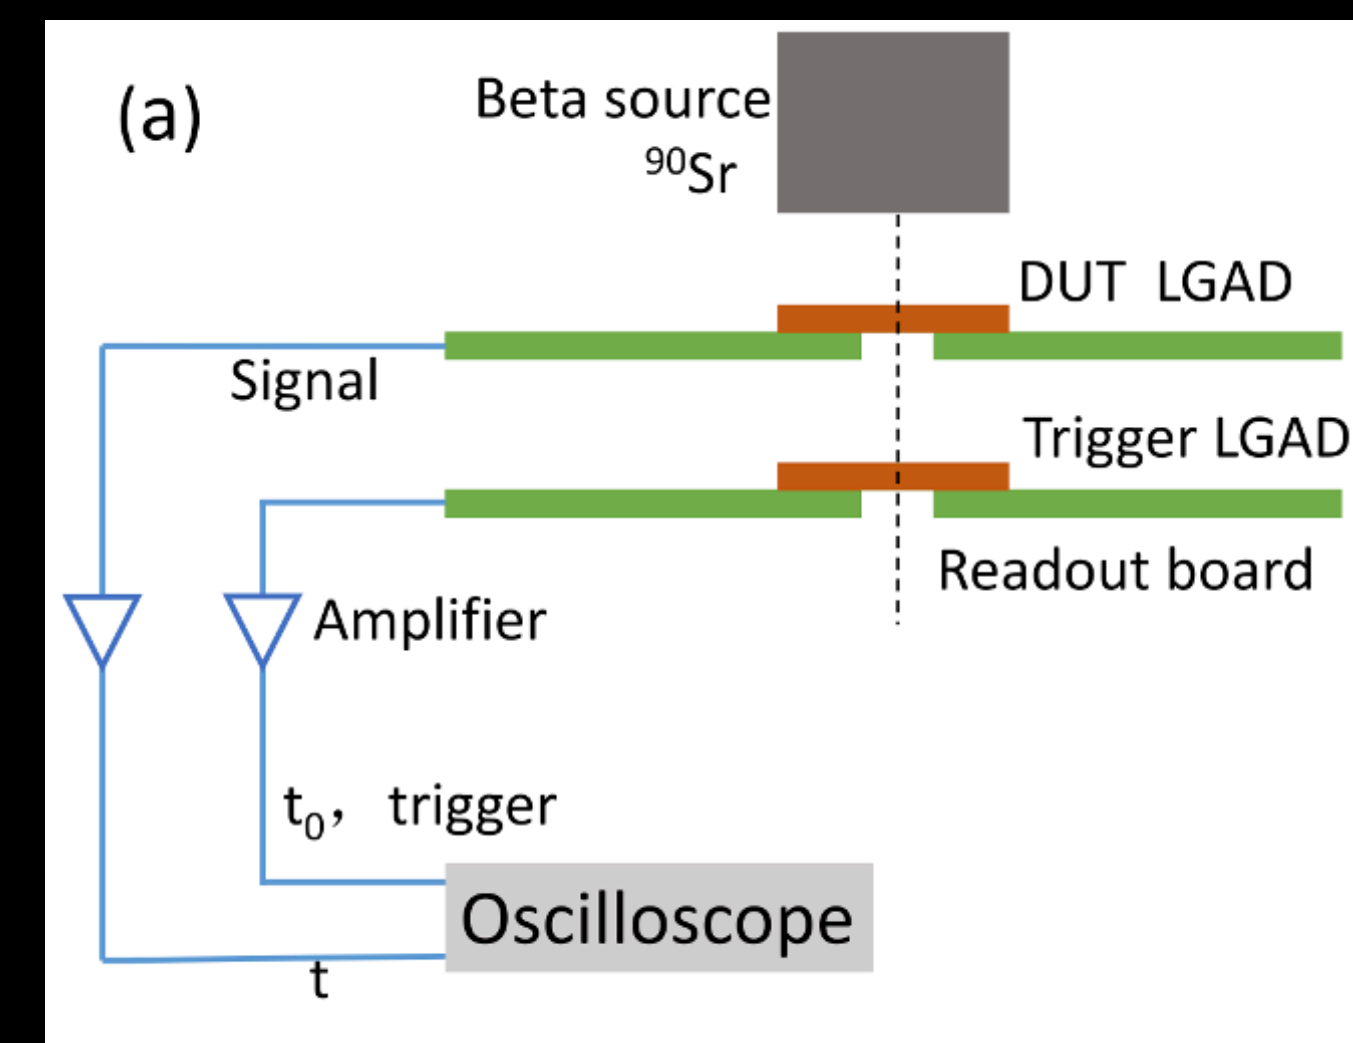 (a)
Beta source
⁹⁰Sr
DUT LGAD
Signal
Trigger LGAD
Readout board
Amplifier
t₀， trigger
Oscilloscope
t